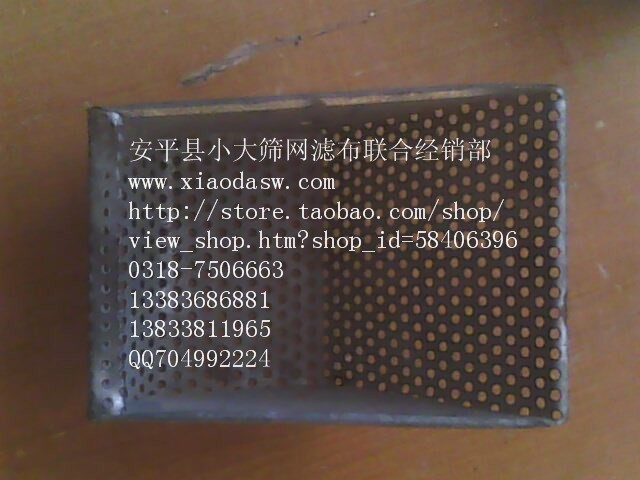 安平县小大筛网滤布联合经销部
www.xiaodasw.com
http://store.taobao.com/shop/
view_shop.htm?shop_id=58406396
0318-7506663
13383686881
13833811965
QQ704992224